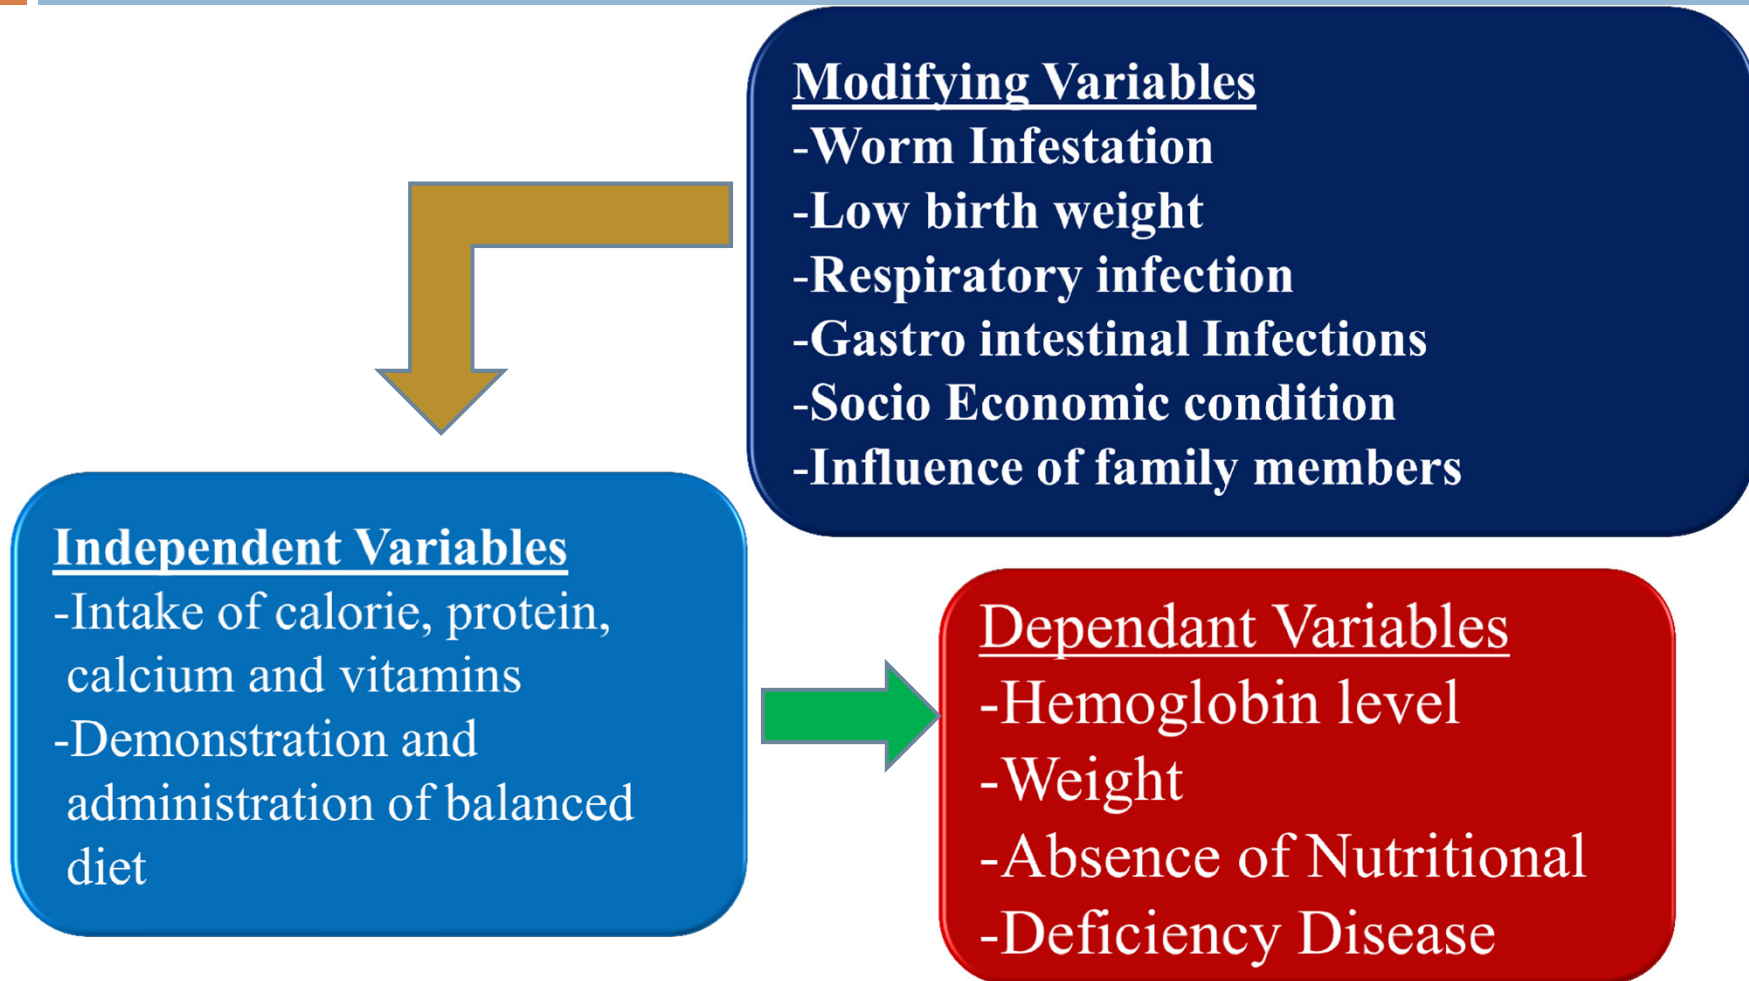 Modifying Variables
-Worm Infestation
-Low birth weight
-Respiratory infection
-Gastro intestinal Infections
-Socio Economic condition
-Influence of family members
Independent Variables
-Intake of calorie, protein,
calcium and vitamins
-Demonstration and
administration of balanced
diet
Dependant Variables
-Hemoglobin level
-Weight
-Absence of Nutritional
-Deficiency Disease